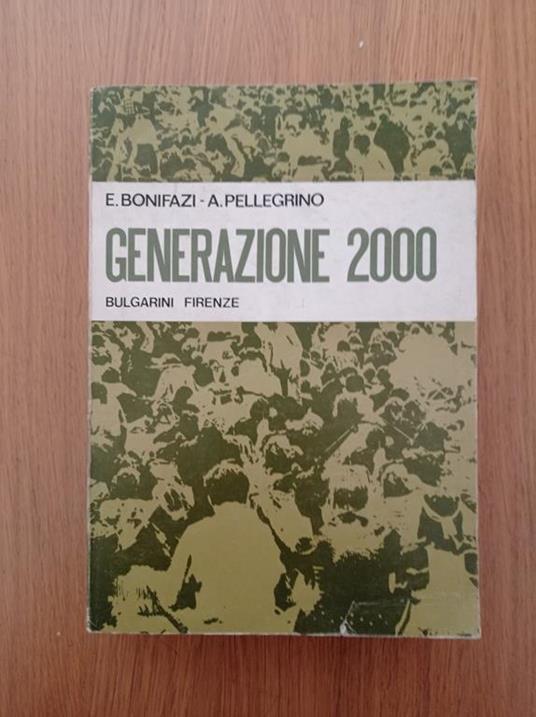 E. BONIFAZI - A. PELLEGRINO
GENERAZIONE 2000
BULGARINI FIRENZE